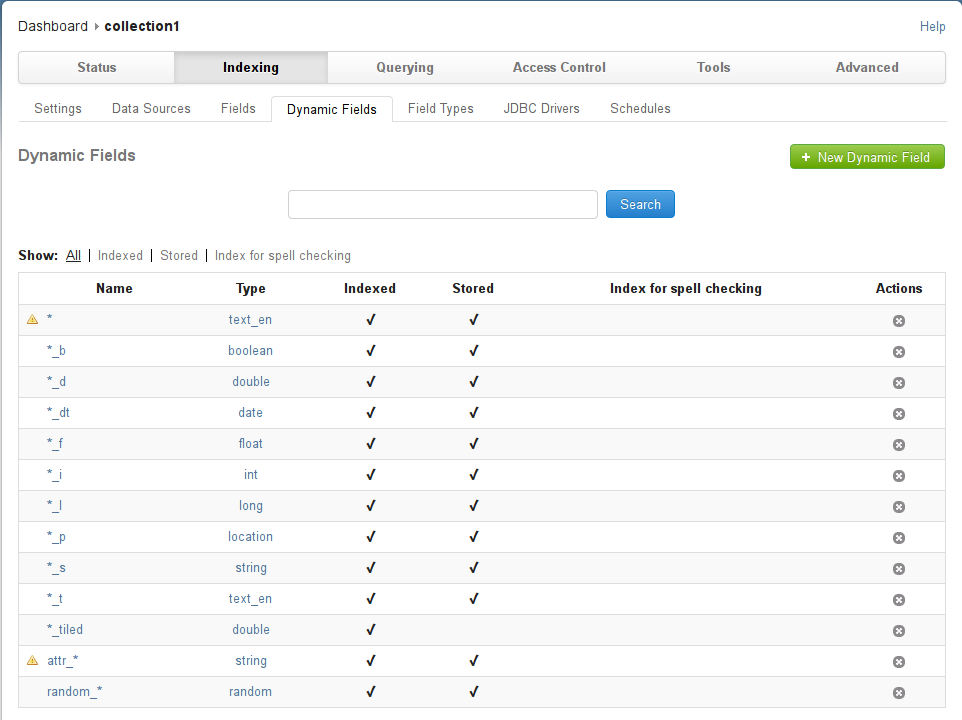 Dashboard collection1 Help
Status Indexing Querying Access Control Tools Advanced
Settings Data Sources Fields Dynamic Fields Field Types JDBC Drivers Schedules
Dynamic Fields + New Dynamic Field
Search
Show: All | Indexed | Stored | Index for spell checking
Name Type Indexed Stored Index for spell checking Actions
* text_en ✓ ✓
*_b boolean ✓ ✓
*_d double ✓ ✓
*_dt date ✓ ✓
*_f float ✓ ✓
*_i int ✓ ✓
*_l long ✓ ✓
*_p location ✓ ✓
*_s string ✓ ✓
*_t text_en ✓ ✓
*_tiled double ✓
attr_* string ✓ ✓
random_* random ✓ ✓